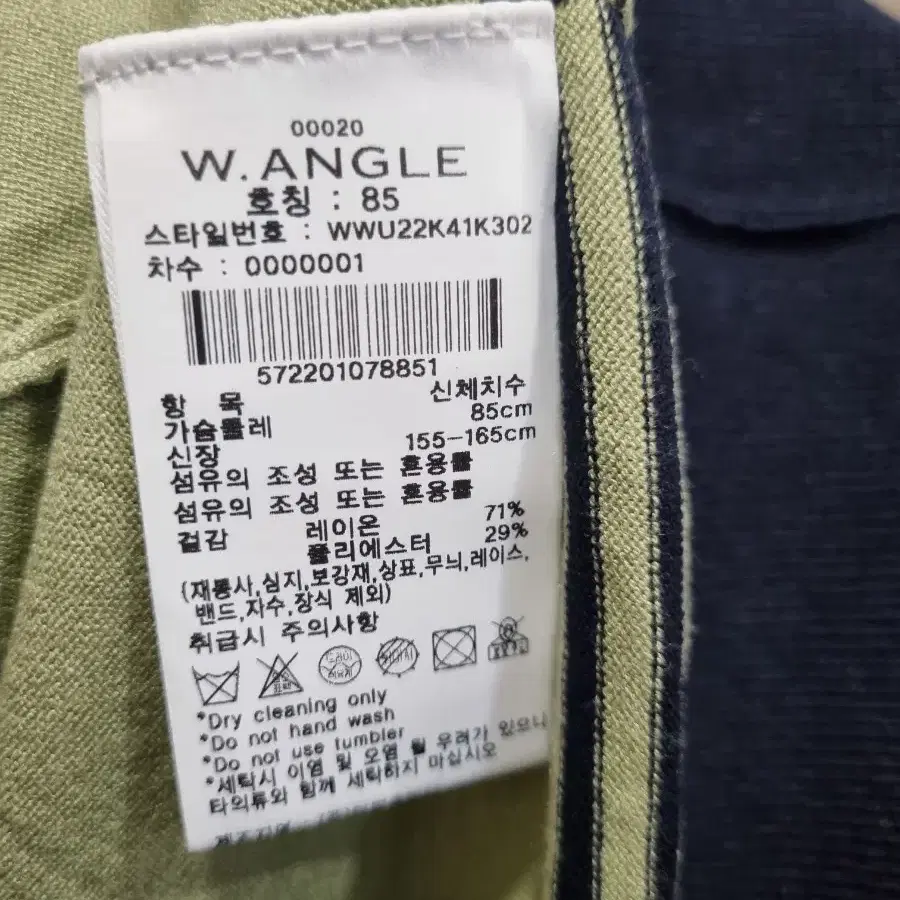 00020
W.ANGLE
호칭 : 85
스타일번호 : WWU22K41K302
차수 : 0000001
572201078851
항 목 신체치수
가슴둘레 85cm
신장 155-165cm
섬유의 조성 또는 혼용률
섬유의 조성 또는 혼용률
겉감 레이온 71%
폴리에스터 29%
(재봉사,심지,보강재,상표,무늬,레이스,
밴드,자수,장식 제외)
취급시 주의사항
드라이
*Dry cleaning only
*Do not hand wash
*Do not use tumbler
*세탁시 이염 및 오염 될 우려가 있으니
타의류와 함께 세탁하지 마십시오